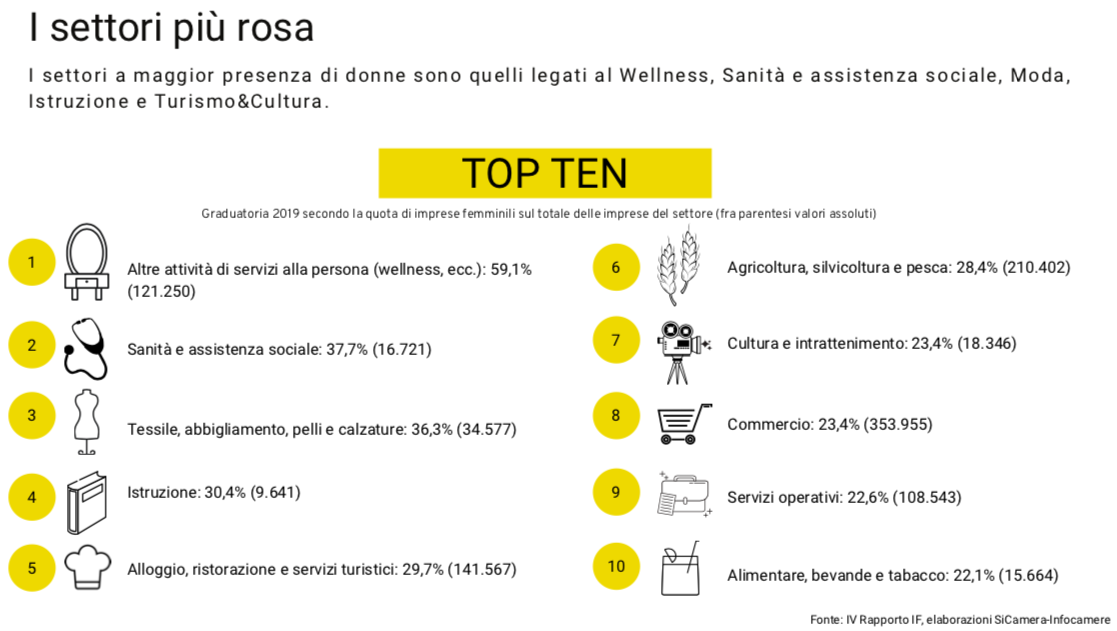 I settori più rosa
I settori a maggior presenza di donne sono quelli legati al Wellness, Sanità e assistenza sociale, Moda,
Istruzione e Turismo&Cultura.
TOP TEN
Graduatoria 2019 secondo la quota di imprese femminili sul totale delle imprese del settore (fra parentesi valori assoluti)
1
Altre attività di servizi alla persona (wellness, ecc.): 59,1%
(121.250)
2
Sanità e assistenza sociale: 37,7% (16.721)
3
Tessile, abbigliamento, pelli e calzature: 36,3% (34.577)
4
Istruzione: 30,4% (9.641)
5
Alloggio, ristorazione e servizi turistici: 29,7% (141.567)
6
Agricoltura, silvicoltura e pesca: 28,4% (210.402)
7
Cultura e intrattenimento: 23,4% (18.346)
8
Commercio: 23,4% (353.955)
9
Servizi operativi: 22,6% (108.543)
10
Alimentare, bevande e tabacco: 22,1% (15.664)
Fonte: IV Rapporto IF, elaborazioni SiCamera-Infocamere